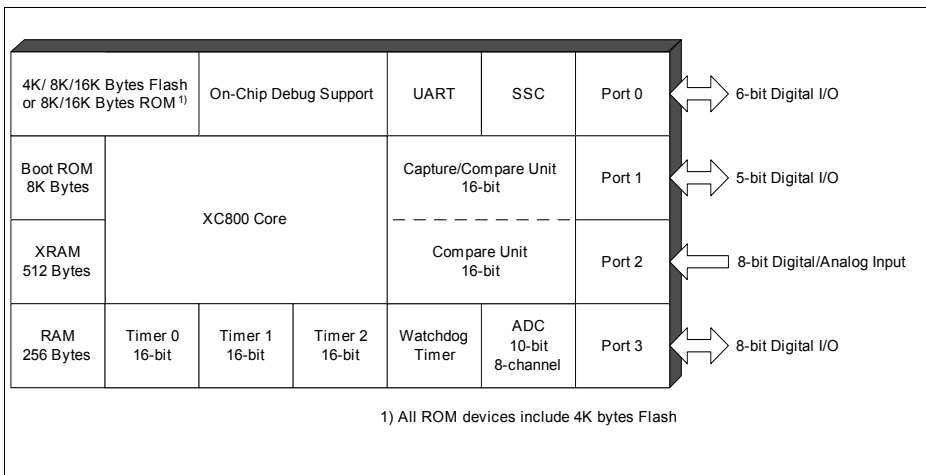 4K/ 8K/16K Bytes Flash
or 8K/16K Bytes ROM1)
On-Chip Debug Support
UART
SSC
Port 0
6-bit Digital I/O
Boot ROM
8K Bytes
XC800 Core
Capture/Compare Unit
16-bit
Port 1
5-bit Digital I/O
XRAM
512 Bytes
Compare Unit
16-bit
Port 2
8-bit Digital/Analog Input
RAM
256 Bytes
Timer 0
16-bit
Timer 1
16-bit
Timer 2
16-bit
Watchdog
Timer
ADC
10-bit
8-channel
Port 3
8-bit Digital I/O
1) All ROM devices include 4K bytes Flash